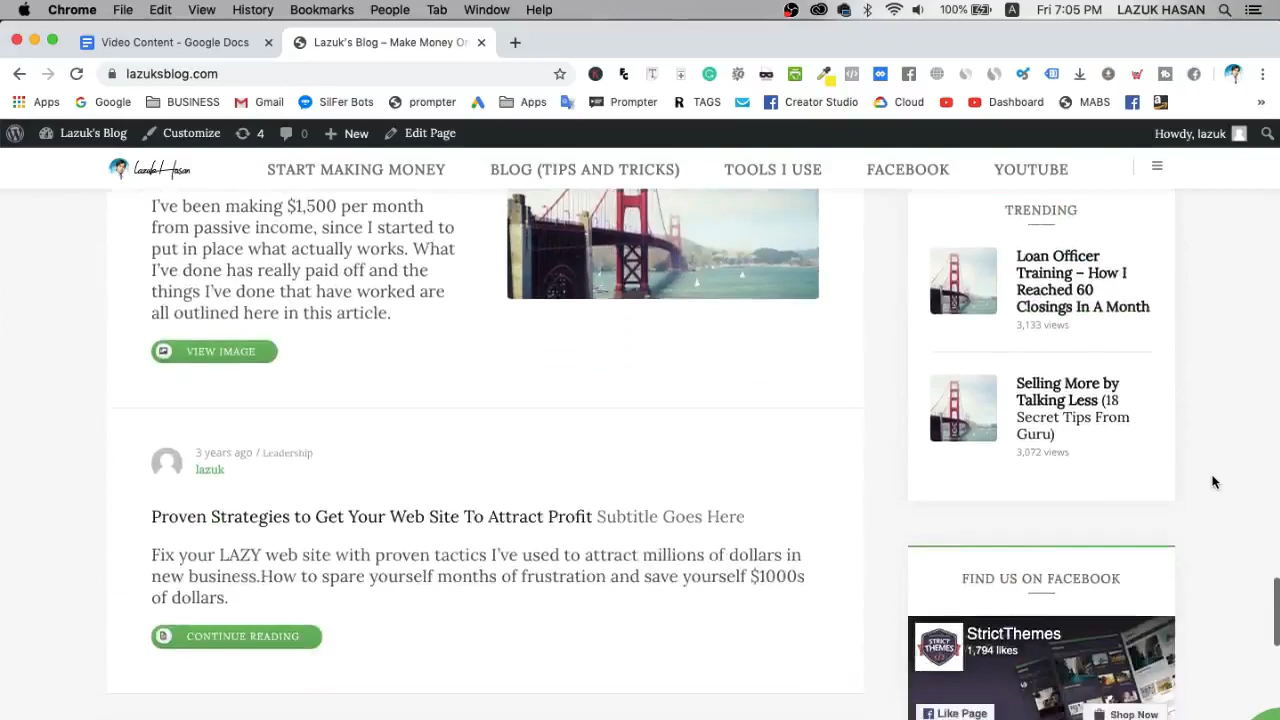 Chrome File Edit View History Bookmarks People Tab Window Help 100% A Fri 7:05 PM LAZUK HASAN
Video Content - Google Docs Lazuk's Blog – Make Money On
lazuksblog.com
Apps Google BUSINESS Gmail SilFer Bots prompter Apps Prompter R TAGS Creator Studio Cloud Dashboard MABS »
Lazuk's Blog Customize 4 0 New Edit Page Howdy, lazuk
Lazuk Hasan START MAKING MONEY BLOG (TIPS AND TRICKS) TOOLS I USE FACEBOOK YOUTUBE
I've been making $1,500 per month
from passive income, since I started to
put in place what actually works. What
I've done has really paid off and the
things I've done that have worked are
all outlined here in this article.
VIEW IMAGE
3 years ago / Leadership
lazuk
Proven Strategies to Get Your Web Site To Attract Profit Subtitle Goes Here
Fix your LAZY web site with proven tactics I've used to attract millions of dollars in
new business.How to spare yourself months of frustration and save yourself $1000s
of dollars.
CONTINUE READING
TRENDING
Loan Officer
Training – How I
Reached 60
Closings In A Month
3,133 views
Selling More by
Talking Less (18
Secret Tips From
Guru)
3,072 views
FIND US ON FACEBOOK
STRICT THEMES
StrictThemes
1,794 likes
Like Page Shop Now